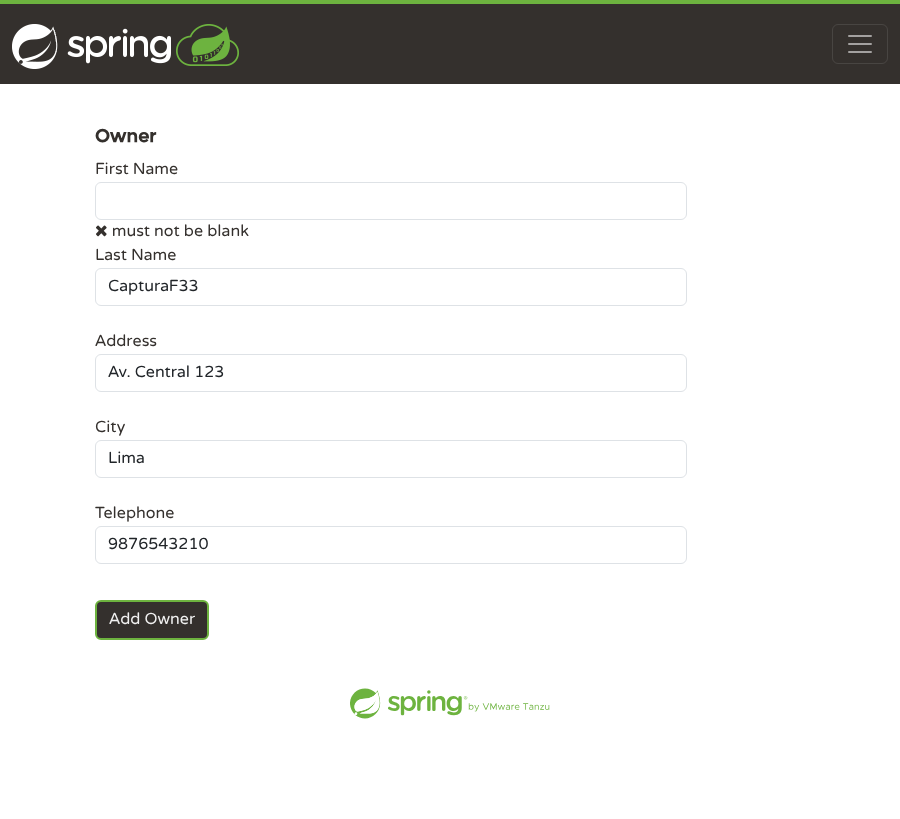 spring
Owner
First Name
✖ must not be blank
Last Name
CapturaF33
Address
Av. Central 123
City
Lima
Telephone
9876543210
Add Owner
spring® by VMware Tanzu